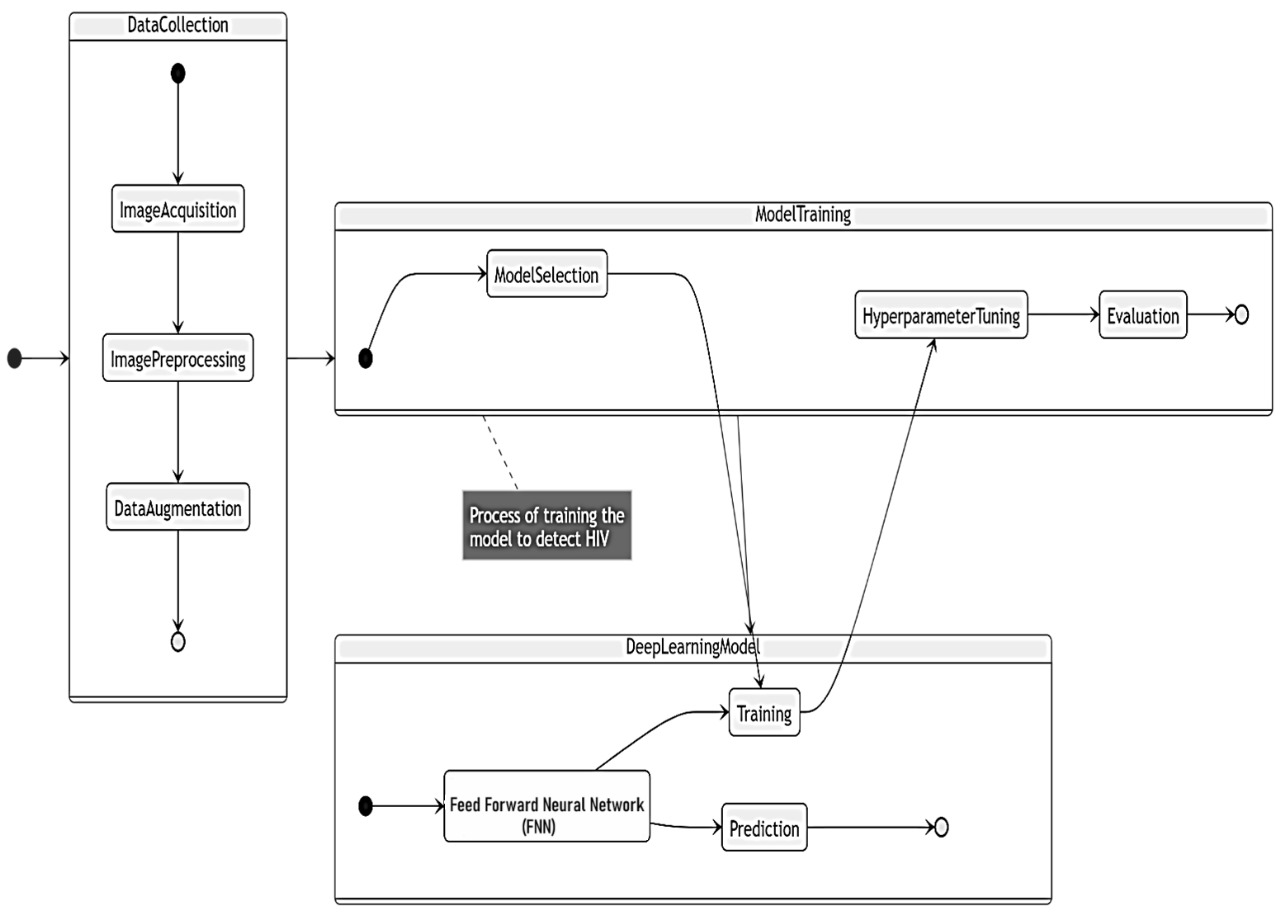 DataCollection
ImageAcquisition
ImagePreprocessing
DataAugmentation
ModelTraining
ModelSelection
HyperparameterTuning
Evaluation
Process of training the
model to detect HIV
DeepLearningModel
Training
Feed Forward Neural Network
(FNN)
Prediction